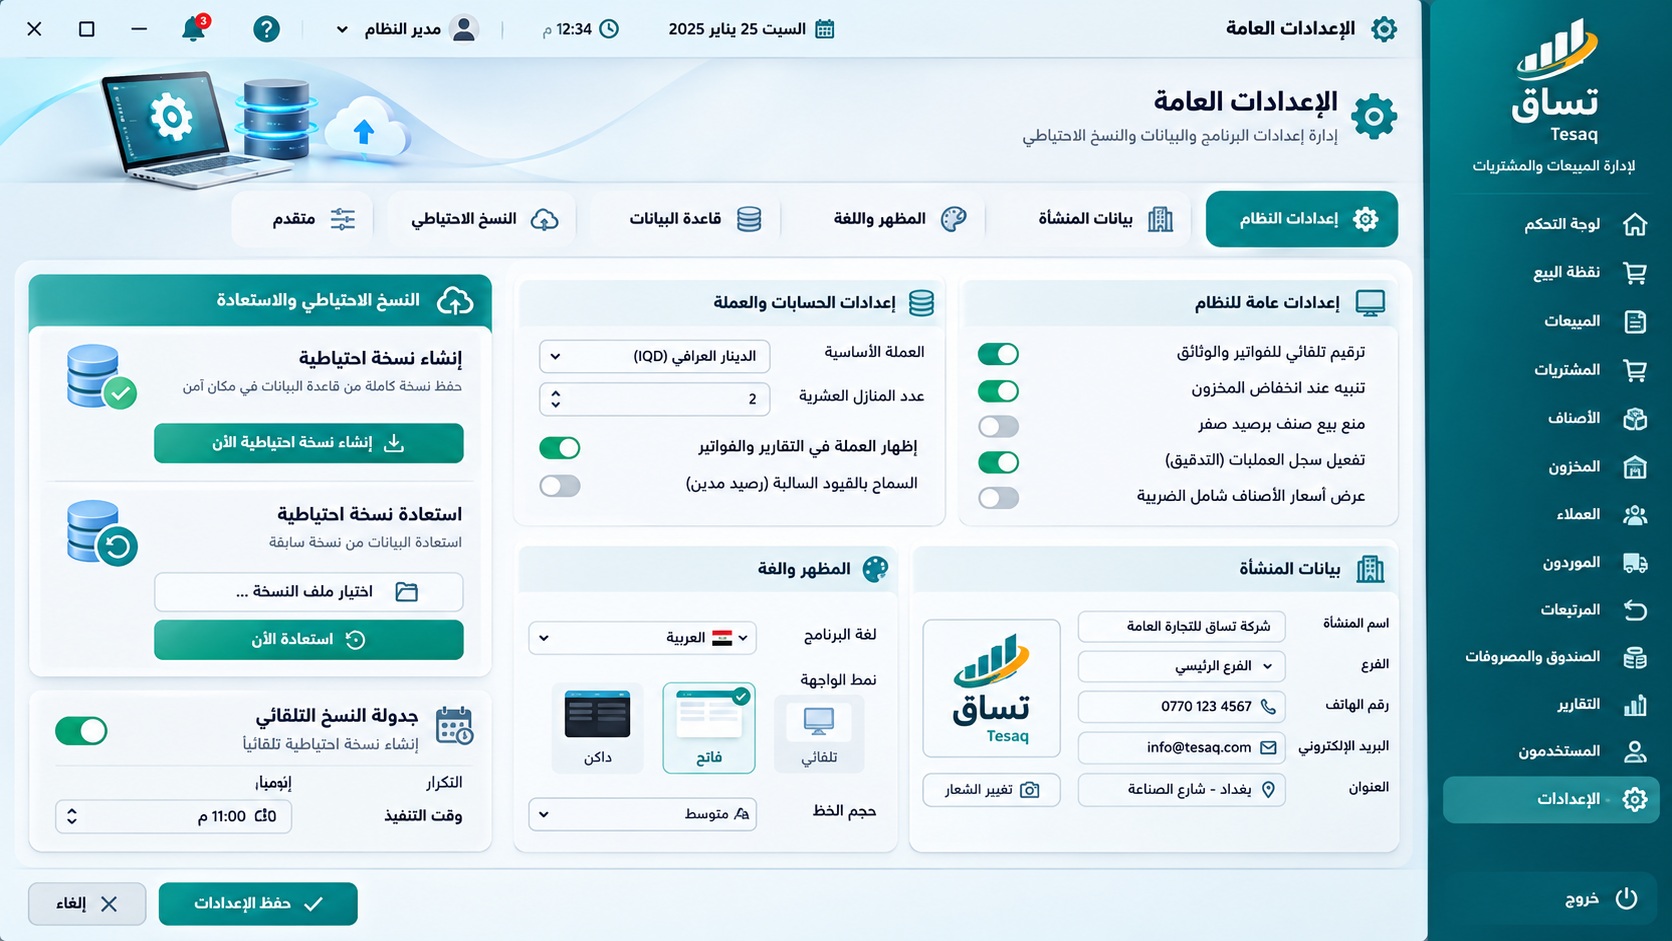 الإعدادات العامة
السبت 25 يناير 2025
12:34 م
مدير النظام
?
3
تساق
Tesaq
لإدارة المبيعات والمشتريات
لوحة التحكم
نقطة البيع
المبيعات
المشتريات
الأصناف
المخزون
العملاء
الموردون
المرتبعات
الصندوق والمصروفات
التقارير
المستخدمون
الإعدادات
خروج
الإعدادات العامة
إدارة إعدادات البرنامج والبيانات والنسخ الاحتياطي
إعدادات النظام
بيانات المنشأة
المظهر واللغة
قاعدة البيانات
النسخ الاحتياطي
متقدم
إعدادات عامة للنظام
ترقيم تلقائي للفواتير والوثائق
تنبيه عند انخفاض المخزون
منع بيع صنف برصيد صفر
تفعيل سجل العمليات (التدقيق)
عرض أسعار الأصناف شامل الضريبة
إعدادات الحسابات والعملة
العملة الأساسية
الدينار العراقي (IQD)
عدد المنازل العشرية
2
إظهار العملة في التقارير والفواتير
السماح بالقيود السالبة (رصيد مدين)
النسخ الاحتياطي والاستعادة
إنشاء نسخة احتياطية
حفظ نسخة كاملة من قاعدة البيانات في مكان آمن
إنشاء نسخة احتياطية الأن
استعادة نسخة احتياطية
استعادة البيانات من نسخة سابقة
اختيار ملف النسخة ...
استعادة الأن
بيانات المنشأة
اسم المنشأة
شركة تساق للتجارة العامة
الفرع
الفرع الرئيسي
رقم الهاتف
0770 123 4567
البريد الإلكتروني
info@tesaq.com
العنوان
بغداد - شارع الصناعة
تساق
Tesaq
تغيير الشعار
المظهر والغة
لغة البرنامج
العربية
نمط الواجهة
تلقائي
فاتح
داكن
حجم الخط
متوسط
جدولة النسخ التلقائي
إنشاء نسخة احتياطية تلقائياً
التكرار
وقت التنفيذ
11:00 م
حفظ الإعدادات
إلغاء